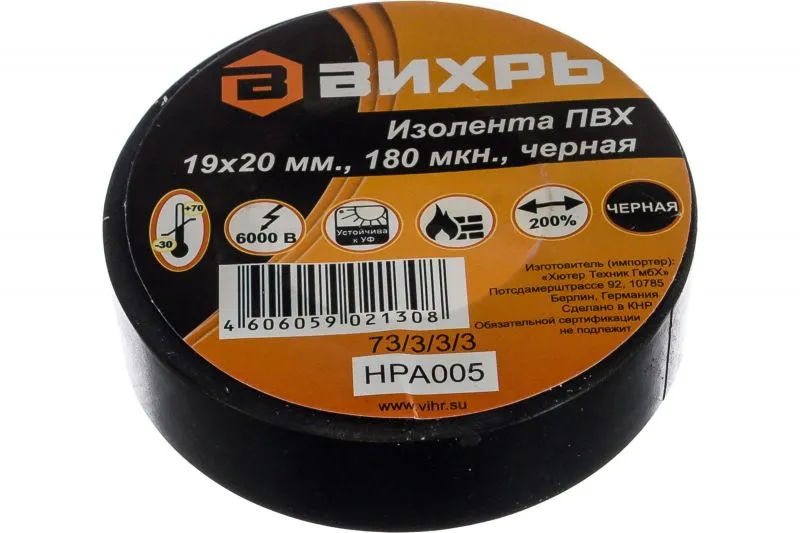 ВИХРЬ
Изолента ПВХ
19х20 мм., 180 мкн., черная
+70
-30
6000 В
Устойчива
к УФ
200%
ЧЕРНАЯ
Изготовитель (импортер):
«Хютер Техник ГмбХ»
Потсдамерштрассе 92, 10785
Берлин, Германия
Сделано в КНР
Обязательной сертификации
не подлежит.
4 606059 021308
73/3/3/3
HPA005
www.vihr.su